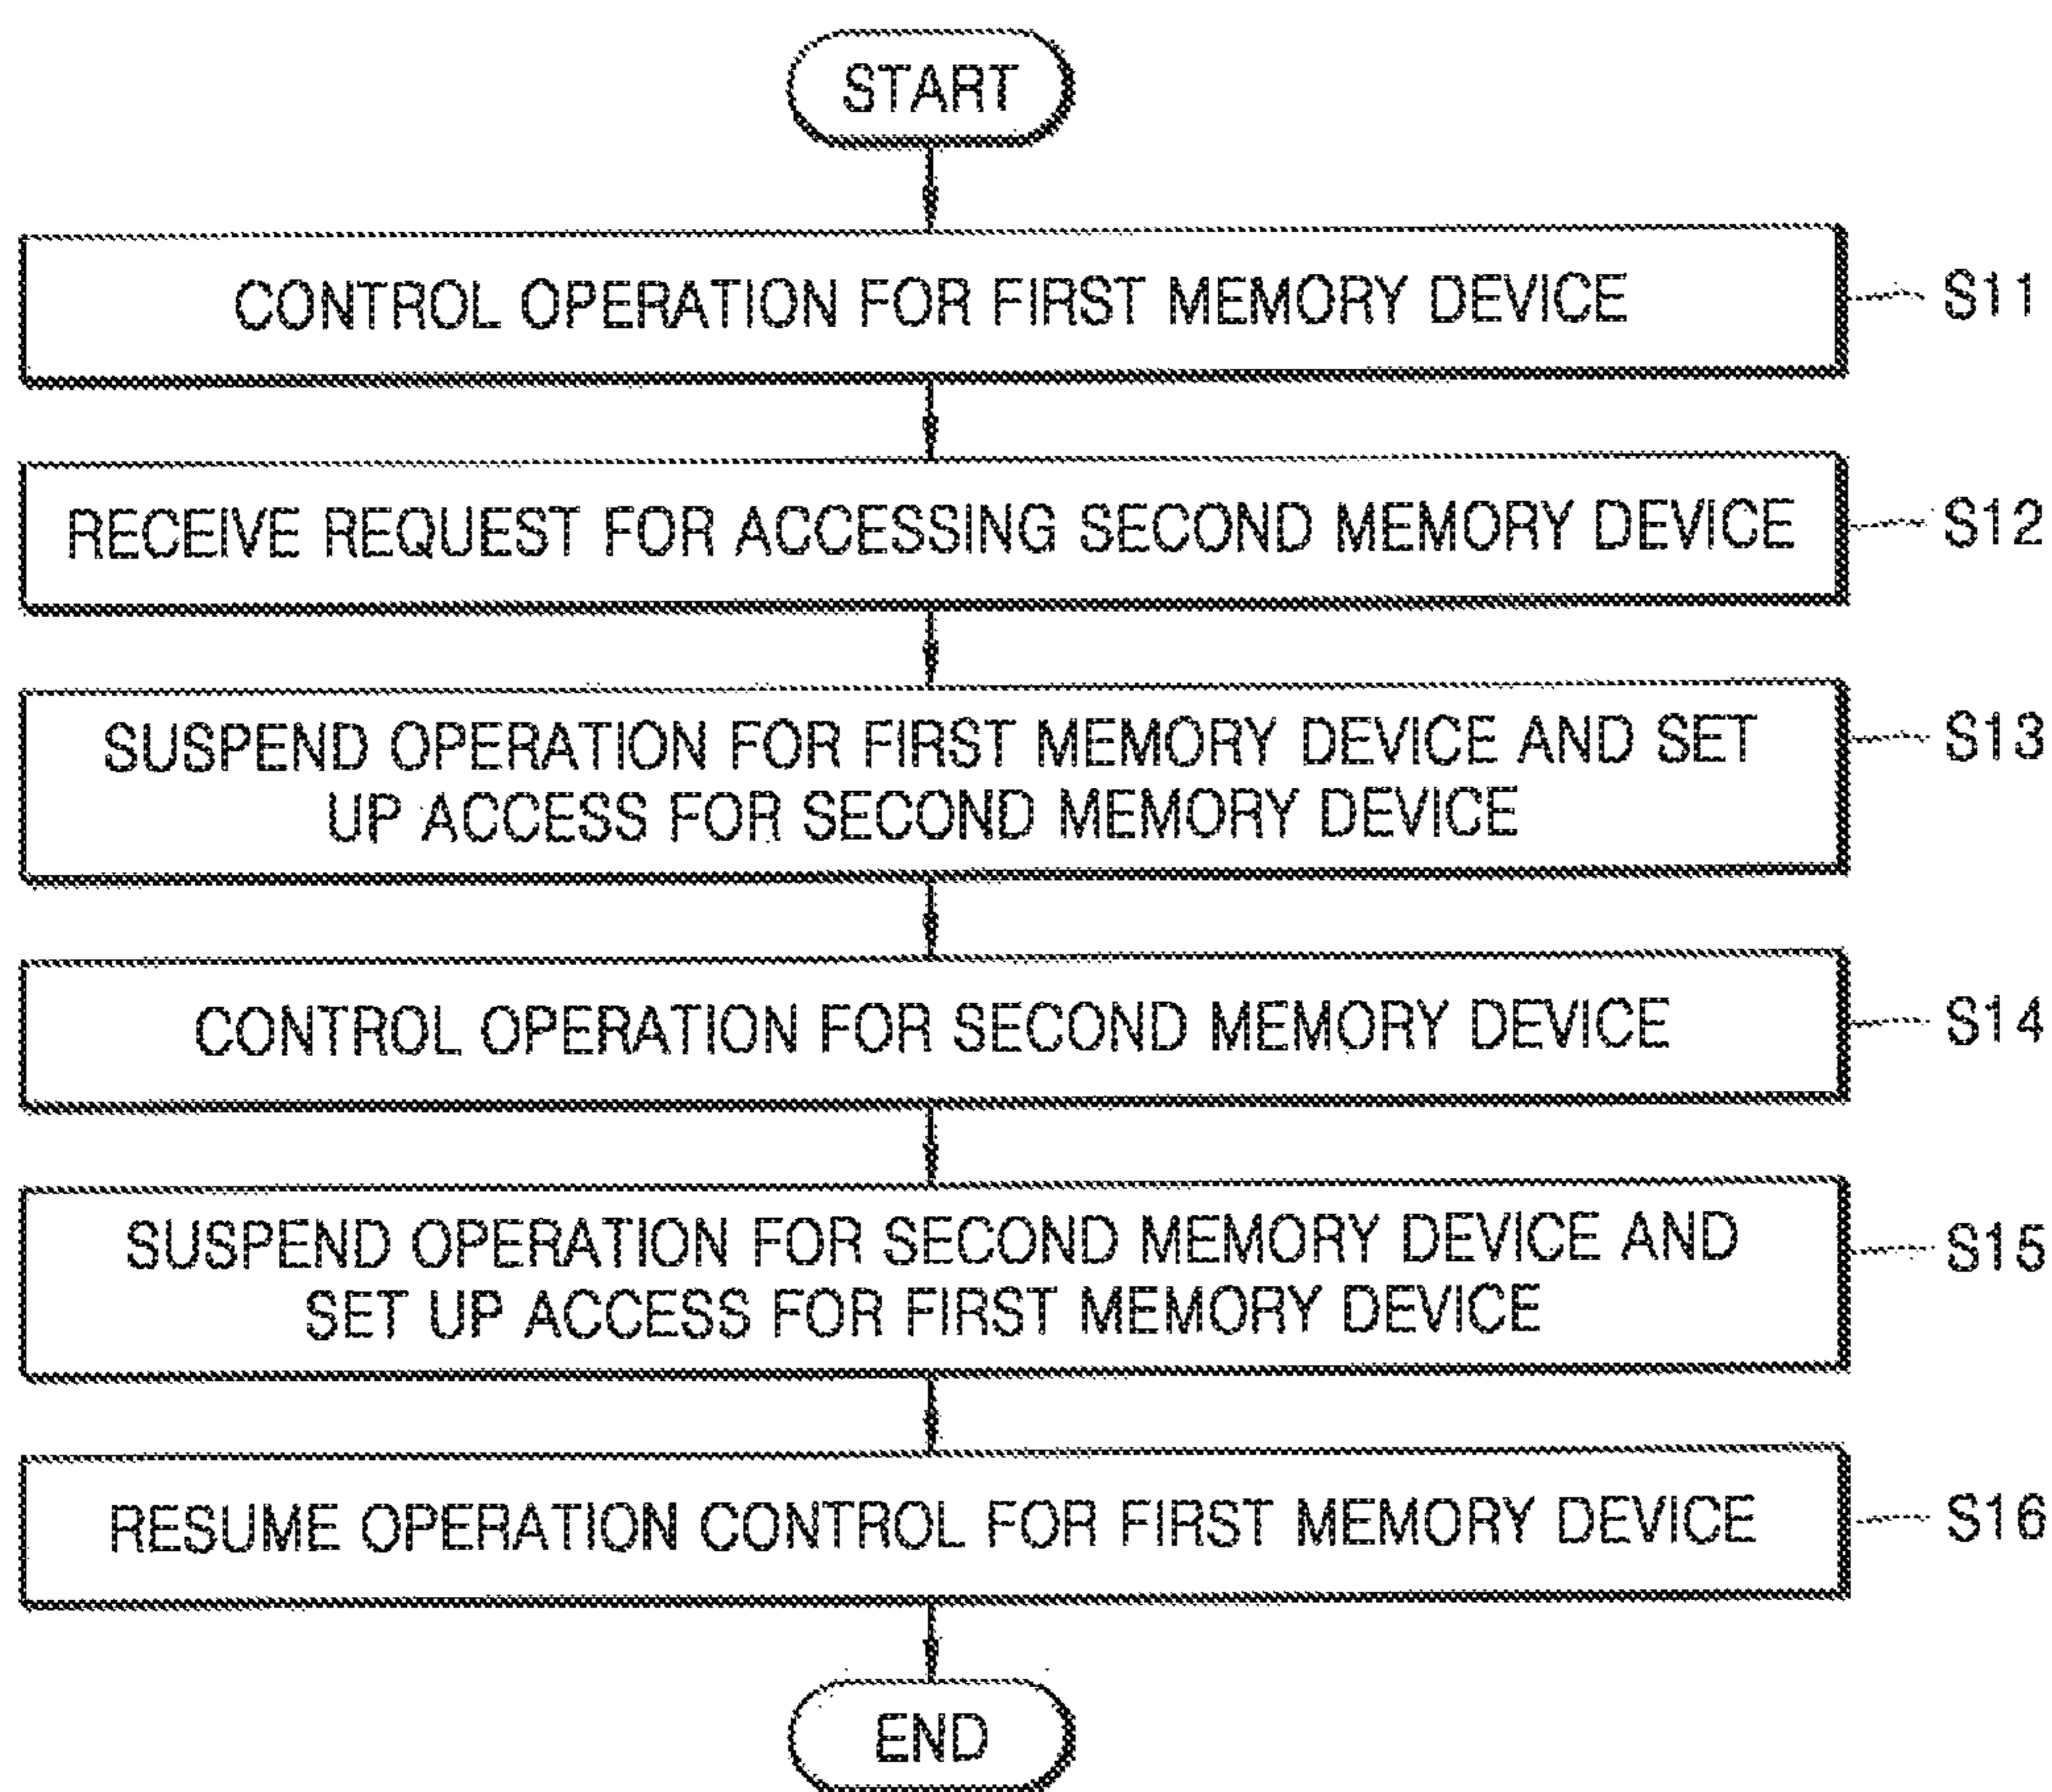 START
CONTROL OPERATION FOR FIRST MEMORY DEVICE
S11
RECEIVE REQUEST FOR ACCESSING SECOND MEMORY DEVICE
S12
SUSPEND OPERATION FOR FIRST MEMORY DEVICE AND SET
UP ACCESS FOR SECOND MEMORY DEVICE
S13
CONTROL OPERATION FOR SECOND MEMORY DEVICE
S14
SUSPEND OPERATION FOR SECOND MEMORY DEVICE AND
SET UP ACCESS FOR FIRST MEMORY DEVICE
S15
RESUME OPERATION CONTROL FOR FIRST MEMORY DEVICE
S16
END